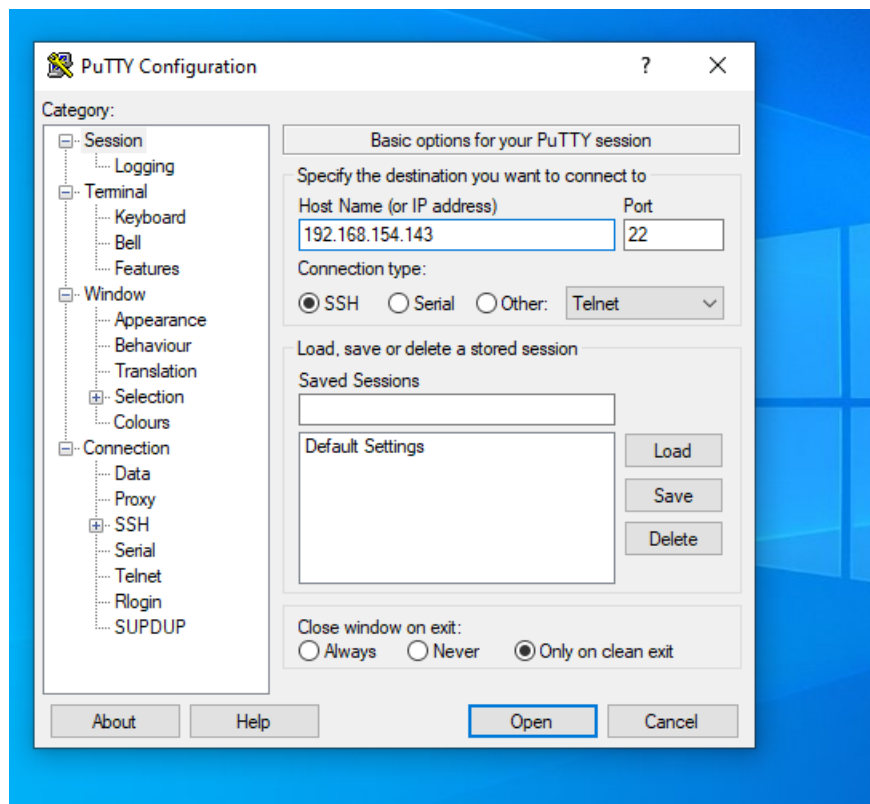 PuTTY Configuration
?
Category:
Session
Logging
Terminal
Keyboard
Bell
Features
Window
Appearance
Behaviour
Translation
Selection
Colours
Connection
Data
Proxy
SSH
Serial
Telnet
Rlogin
SUPDUP
Basic options for your PuTTY session
Specify the destination you want to connect to
Host Name (or IP address) Port
192.168.154.143 22
Connection type:
SSH Serial Other: Telnet
Load, save or delete a stored session
Saved Sessions
Default Settings
Load
Save
Delete
Close window on exit:
Always Never Only on clean exit
About Help Open Cancel